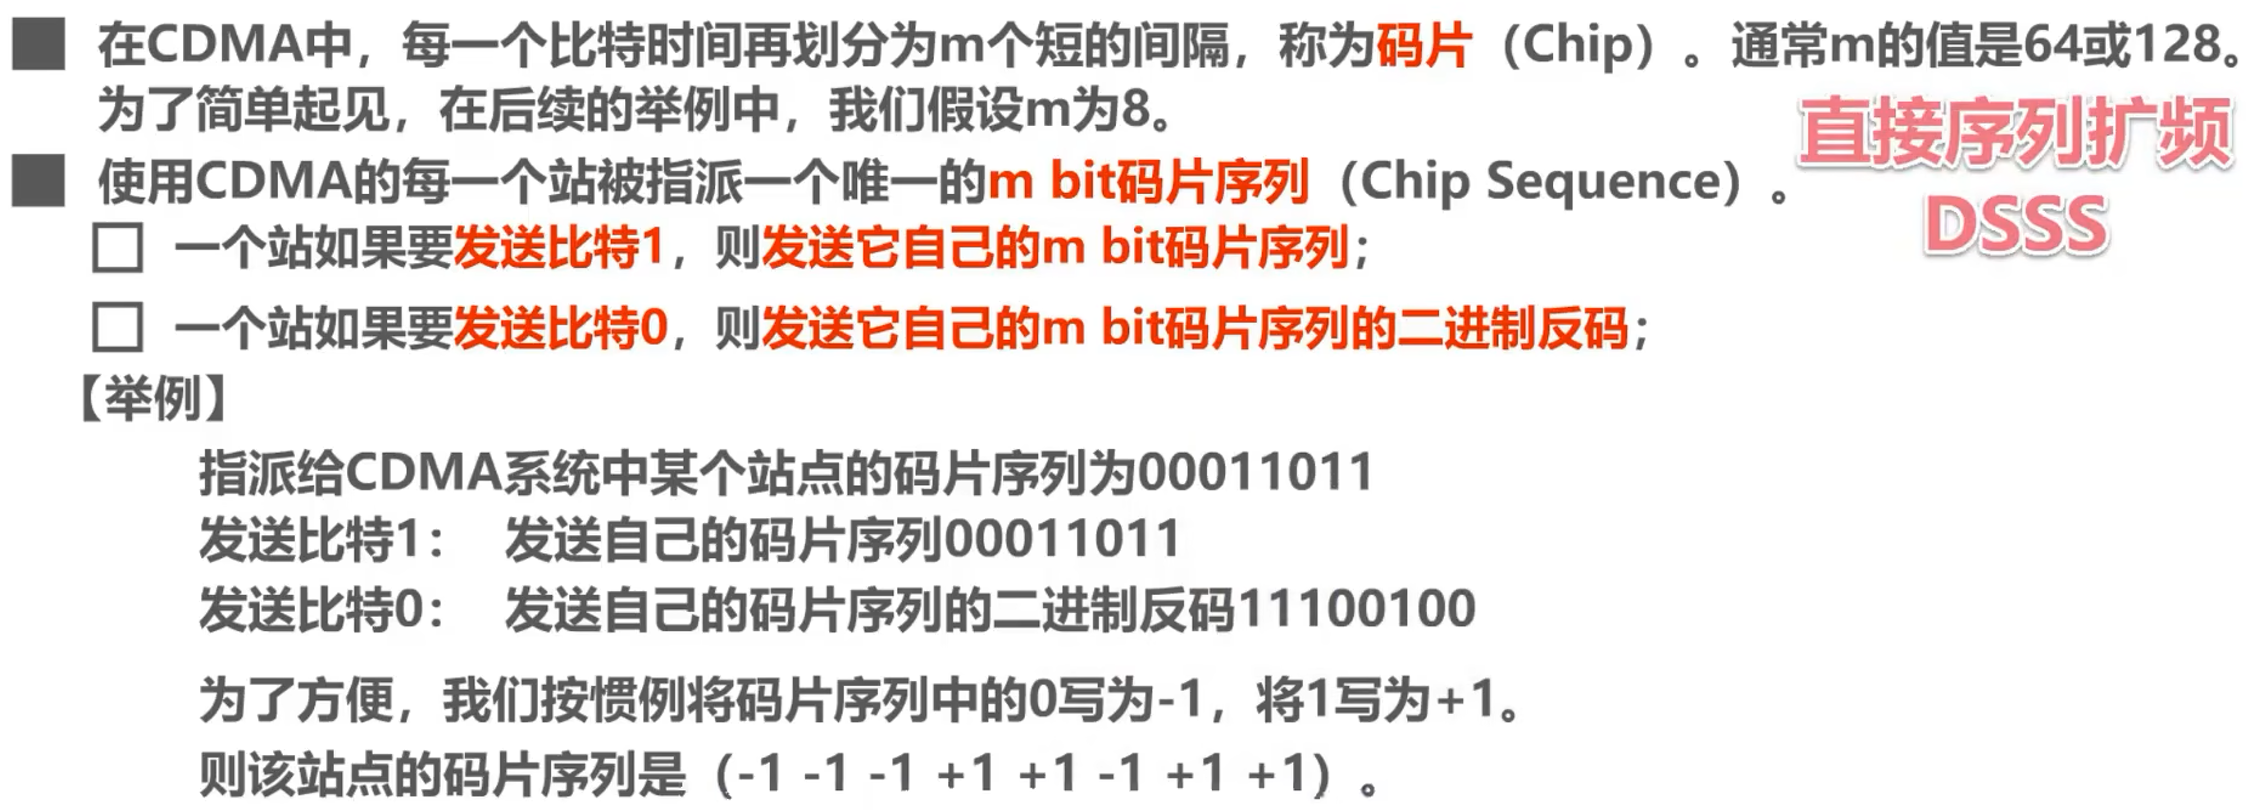 在CDMA中，每一个比特时间再划分为m个短的间隔，称为码片（Chip）。通常m的值是64或128。
为了简单起见，在后续的举例中，我们假设m为8。
直接序列扩频
DSSS
使用CDMA的每一个站被指派一个唯一的m bit码片序列（Chip Sequence）。
一个站如果要发送比特1，则发送它自己的m bit码片序列；
一个站如果要发送比特0，则发送它自己的m bit码片序列的二进制反码；
【举例】
指派给CDMA系统中某个站点的码片序列为00011011
发送比特1： 发送自己的码片序列00011011
发送比特0： 发送自己的码片序列的二进制反码11100100
为了方便，我们按惯例将码片序列中的0写为-1，将1写为+1。
则该站点的码片序列是（-1 -1 -1 +1 +1 -1 +1 +1）。